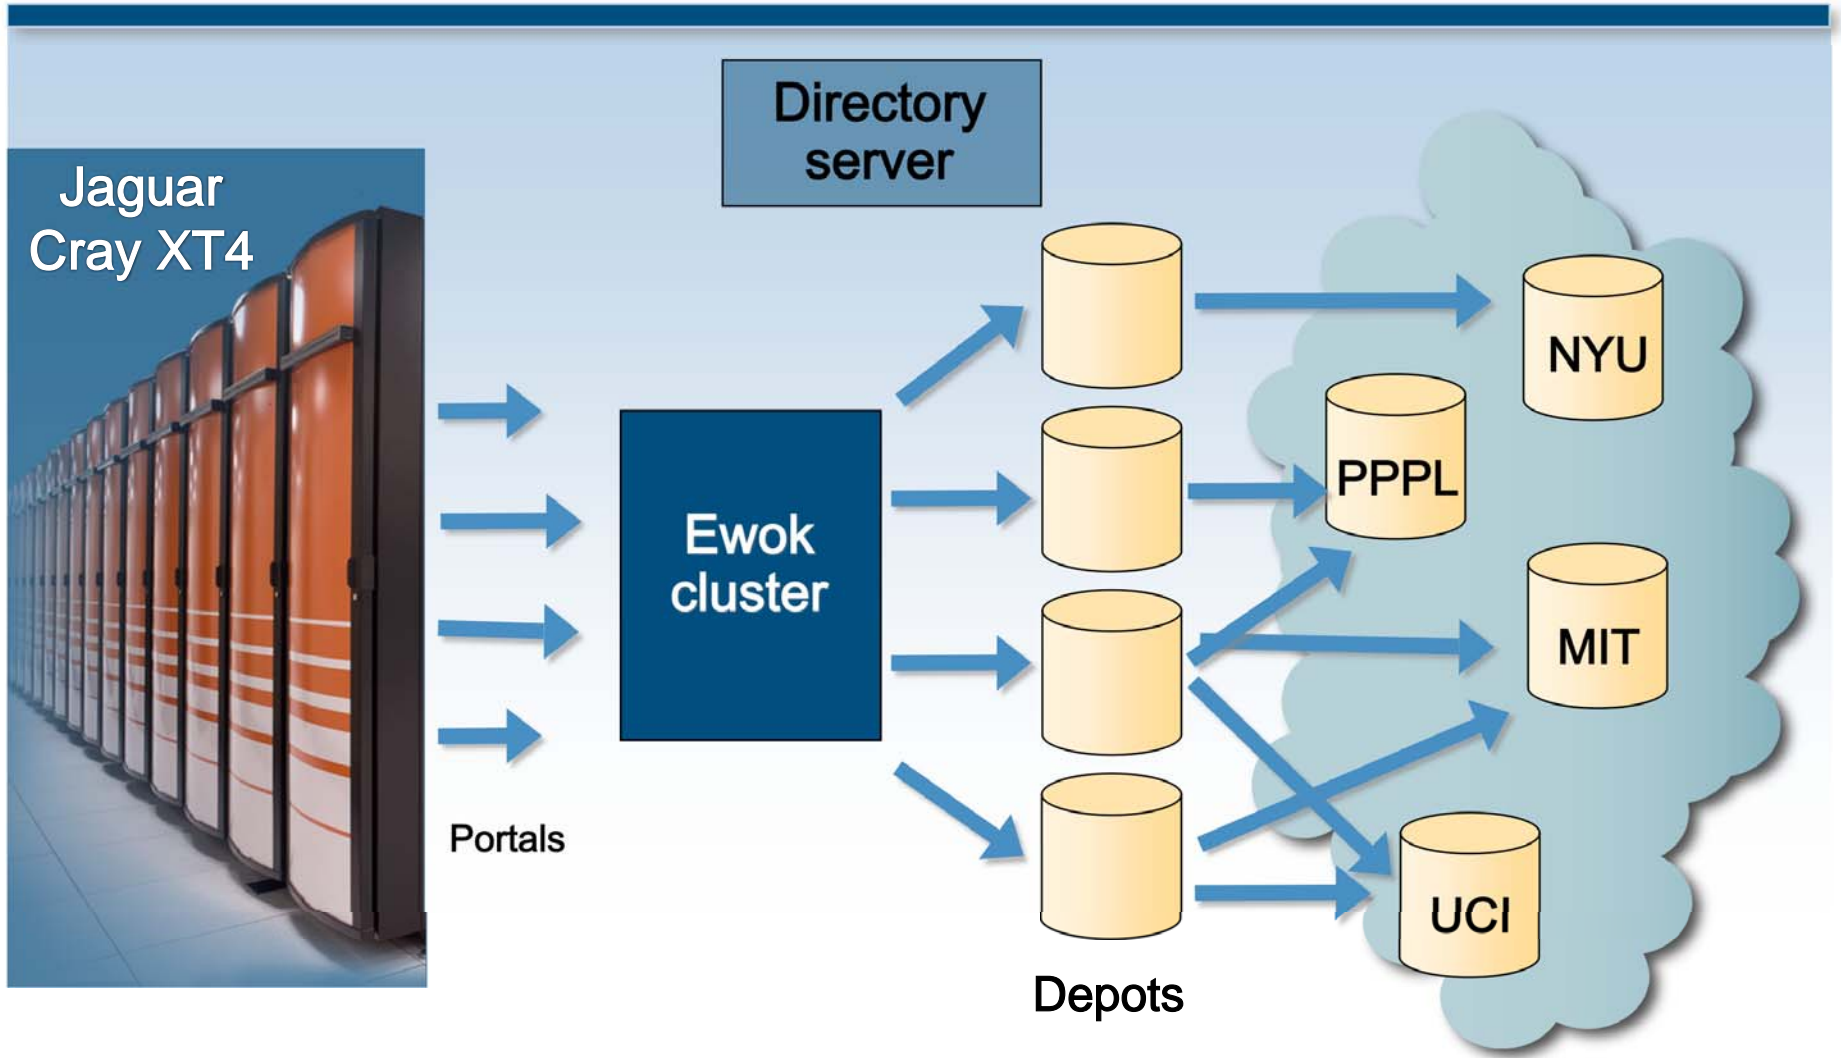 Directory
server
Jaguar
Cray XT4
NYU
PPPL
Ewok
cluster
MIT
Portals
UCI
Depots